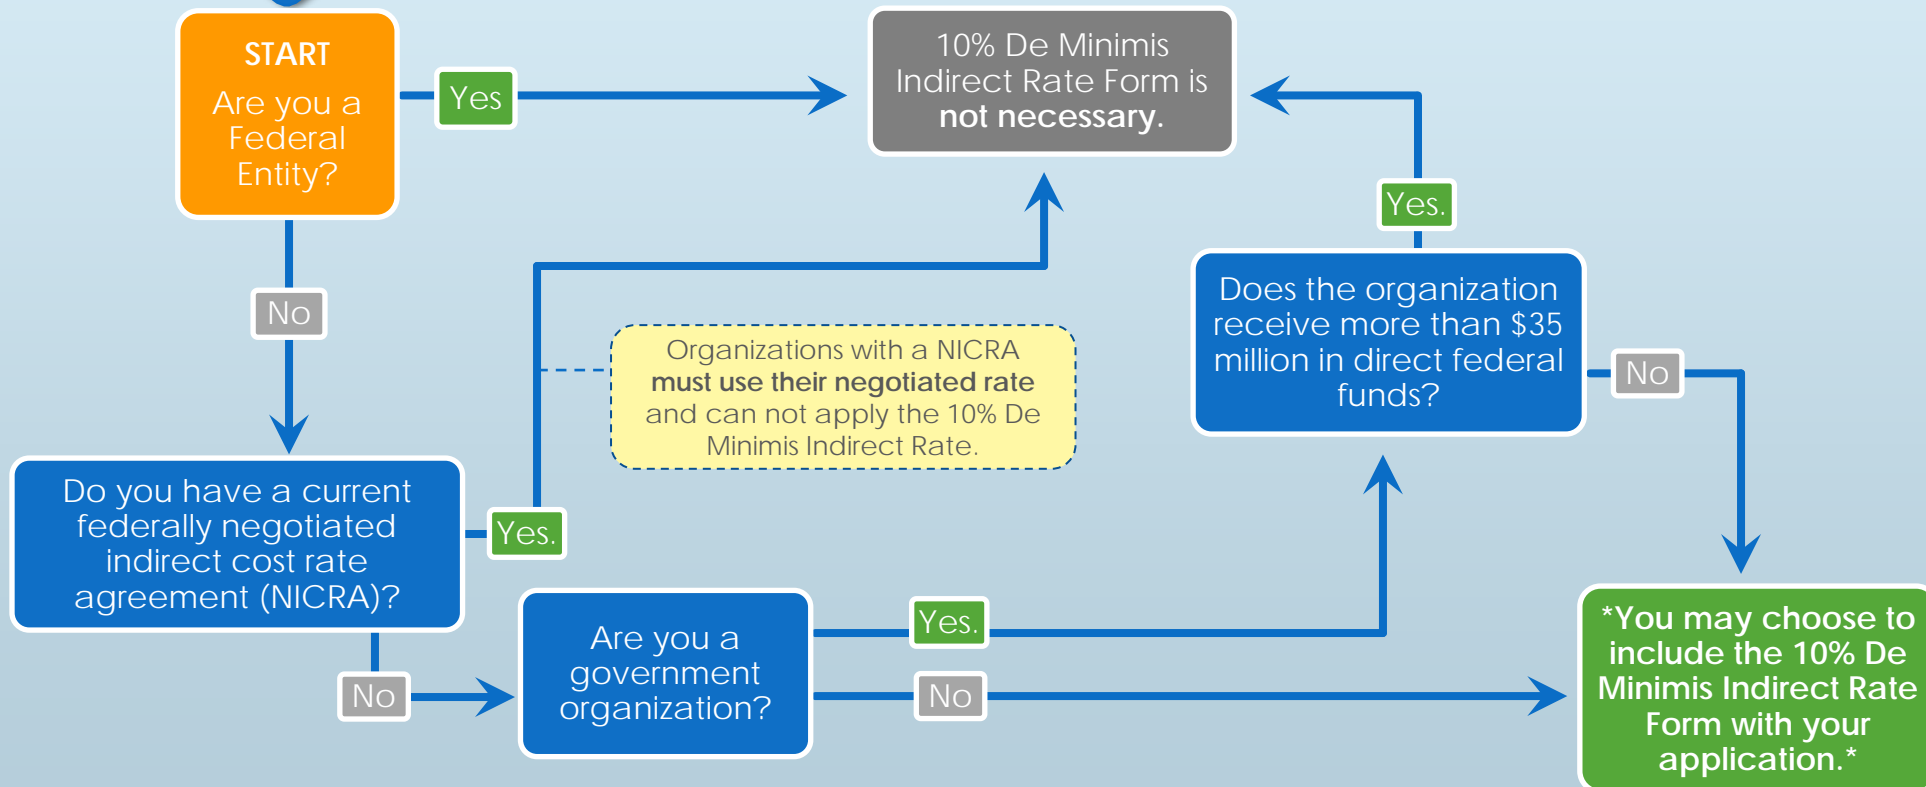 START
Are you a
Federal
Entity?
Yes
10% De Minimis
Indirect Rate Form is
not necessary.
Yes.
No
Does the organization
receive more than $35
million in direct federal
funds?
No
Organizations with a NICRA
must use their negotiated rate
and can not apply the 10% De
Minimis Indirect Rate.
Do you have a current
federally negotiated
indirect cost rate
agreement (NICRA)?
Yes.
No
Are you a
government
organization?
Yes.
No
*You may choose to
include the 10% De
Minimis Indirect Rate
Form with your
application.*